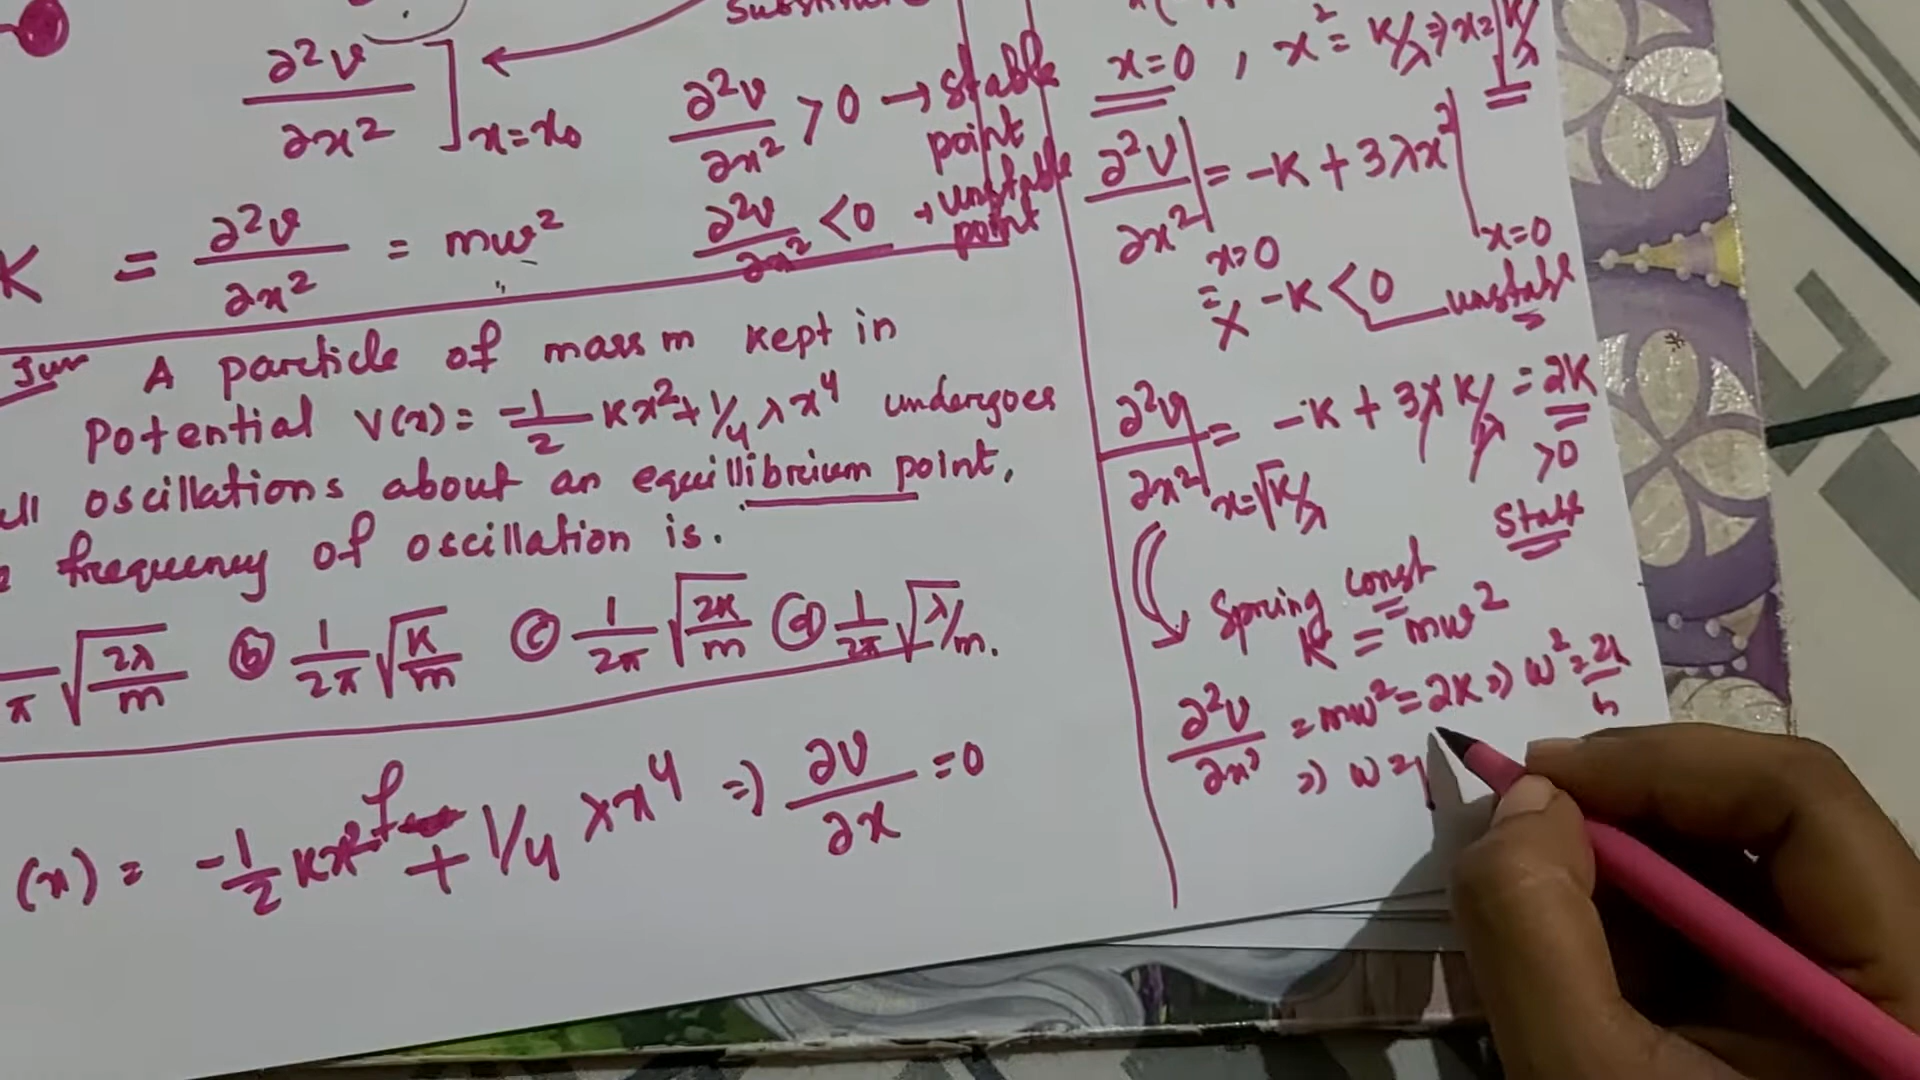 ∂²V/∂x² ]x=x₀
∂²V/∂x² > 0 → stable point
K = ∂²V/∂x² = mω²
∂²V/∂x² < 0 → unstable point
A particle of mass m kept in
Potential V(x) = -1/2 Kx² + 1/4 λx⁴ undergoes
oscillations about an equillibrium point,
frequency of oscillation is.
π √(2λ/m) ⓑ 1/2π √(K/m) ⓒ 1/2π √(2K/m) ⓓ 1/2π √(λ/m).
(x) = -1/2 Kx² + 1/4 λx⁴ ⇒ ∂V/∂x = 0
x=0 , x² = K/λ ⇒ x = √K/λ
∂²V/∂x² |x=0 = -K + 3λx² |x=0
= -K < 0 unstable
∂²V/∂x² |x=√K/λ = -K + 3λ K/λ = 2K
>0
Spring const
K = mω²
∂²V/∂x² = mω² = 2K ⇒ ω² =
⇒ ω =